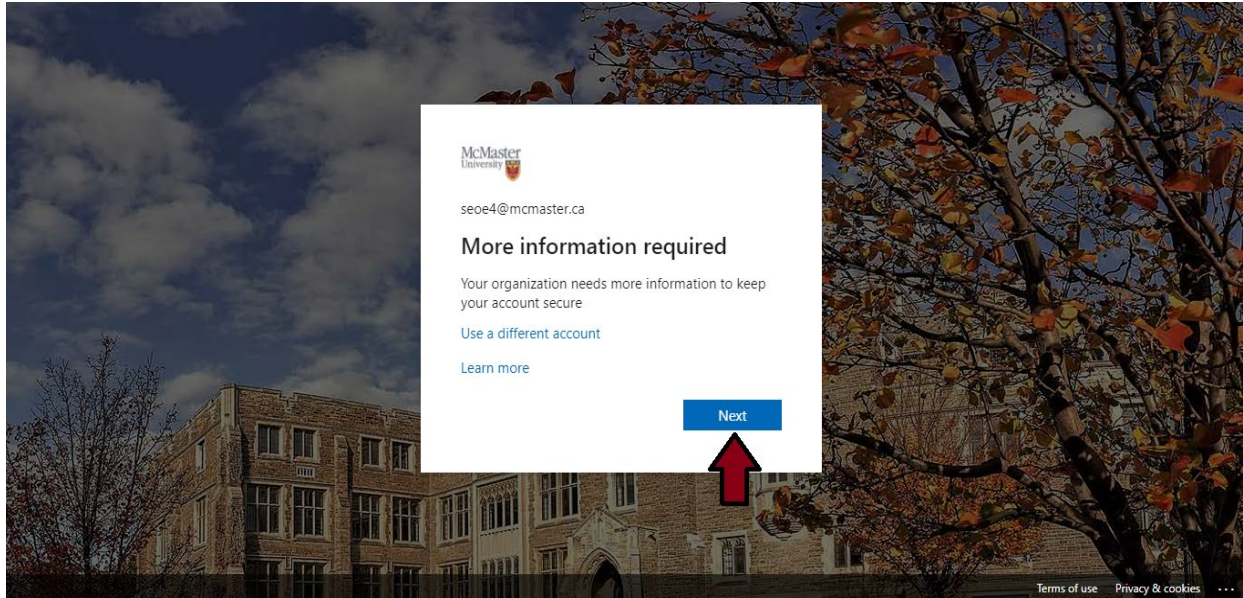 McMaster
University
seoe4@mcmaster.ca
More information required
Your organization needs more information to keep
your account secure
Use a different account
Learn more
Next
Terms of use Privacy & cookies ...